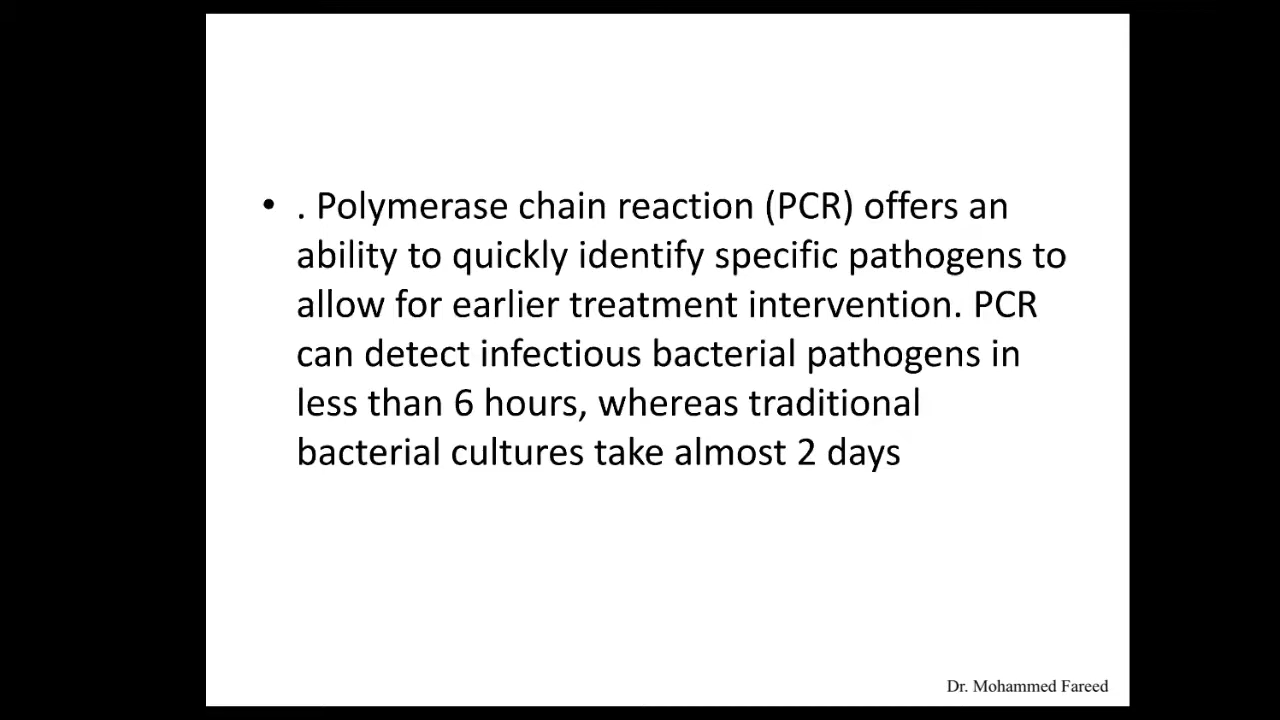 • . Polymerase chain reaction (PCR) offers an
ability to quickly identify specific pathogens to
allow for earlier treatment intervention. PCR
can detect infectious bacterial pathogens in
less than 6 hours, whereas traditional
bacterial cultures take almost 2 days
Dr. Mohammed Fareed